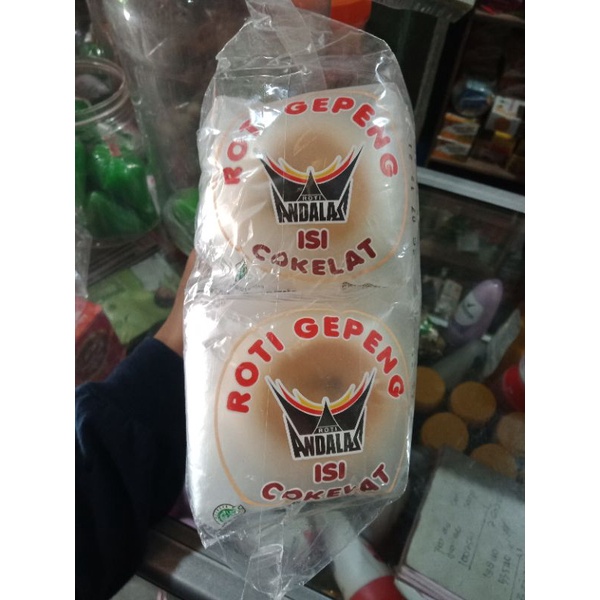 ROTI GEPENG
ROTI
ANDALAS
ISI
COKELAT
ROTI GEPENG
ROTI
ANDALAS
ISI
COKELAT